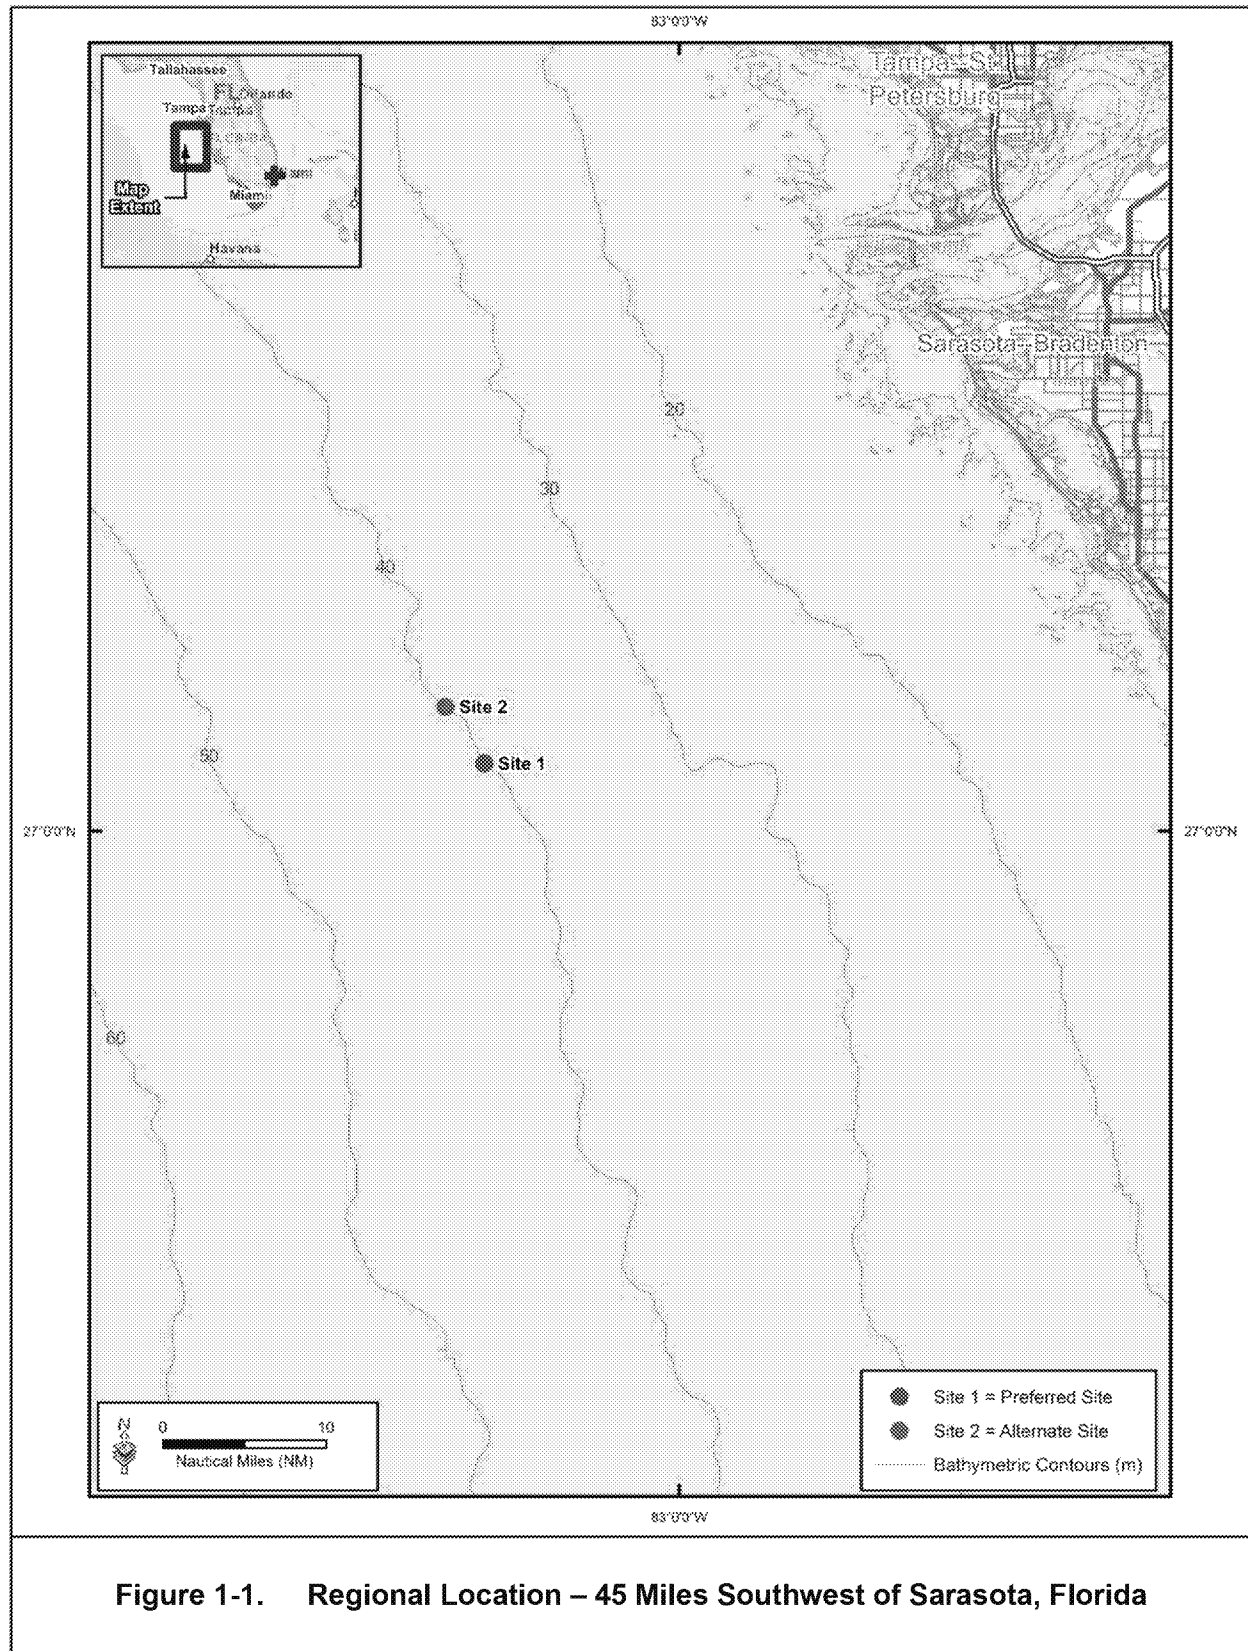 83°0'0"W
Tallahassee
FL
Orlando
Tampa
Tampa
Miami
Map
Extent
Havana
Tampa--St.
Petersburg
Sarasota--Bradenton
20
30
40
50
60
Site 2
Site 1
27°0'0"N
27°0'0"N
N
0 10
Nautical Miles (NM)
Site 1 = Preferred Site
Site 2 = Alternate Site
Bathymetric Contours (m)
83°0'0"W
Figure 1-1. Regional Location – 45 Miles Southwest of Sarasota, Florida